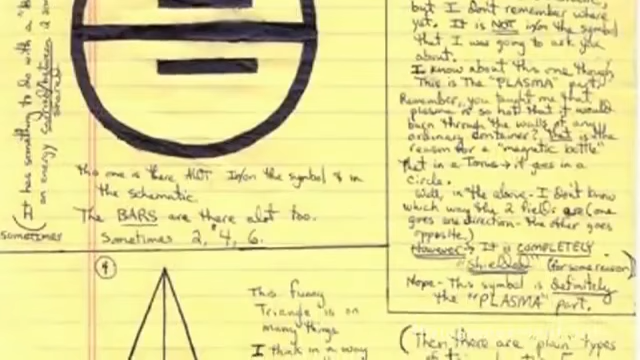 but I don't remember where
yet. It is NOT in/on the symbol
that I was going to ask you
about.
I know about this one though
This is the "PLASMA" part.
Remember, you taught me that
plasma is so hot that it would
burn through the walls of any
ordinary container? That is the
reason for a "magnetic bottle"
that in a Torus → it goes in a
circle.
Well, in the above - I don't know
which way the 2 fields are (one
goes one direction - the other goes
opposite.)
However → It is COMPLETELY
"shielded" (for some reason)
Nope - This symbol is definitely
the "PLASMA" part.
It has something to do with a
on an energy
this one is there ALOT in/on the symbol & in
the schematic.
The BARS are there alot too.
sometimes
sometimes 2, 4, 6.
4
This funny
Triangle is on
many things
I think in a way
(Then there are "plain" types